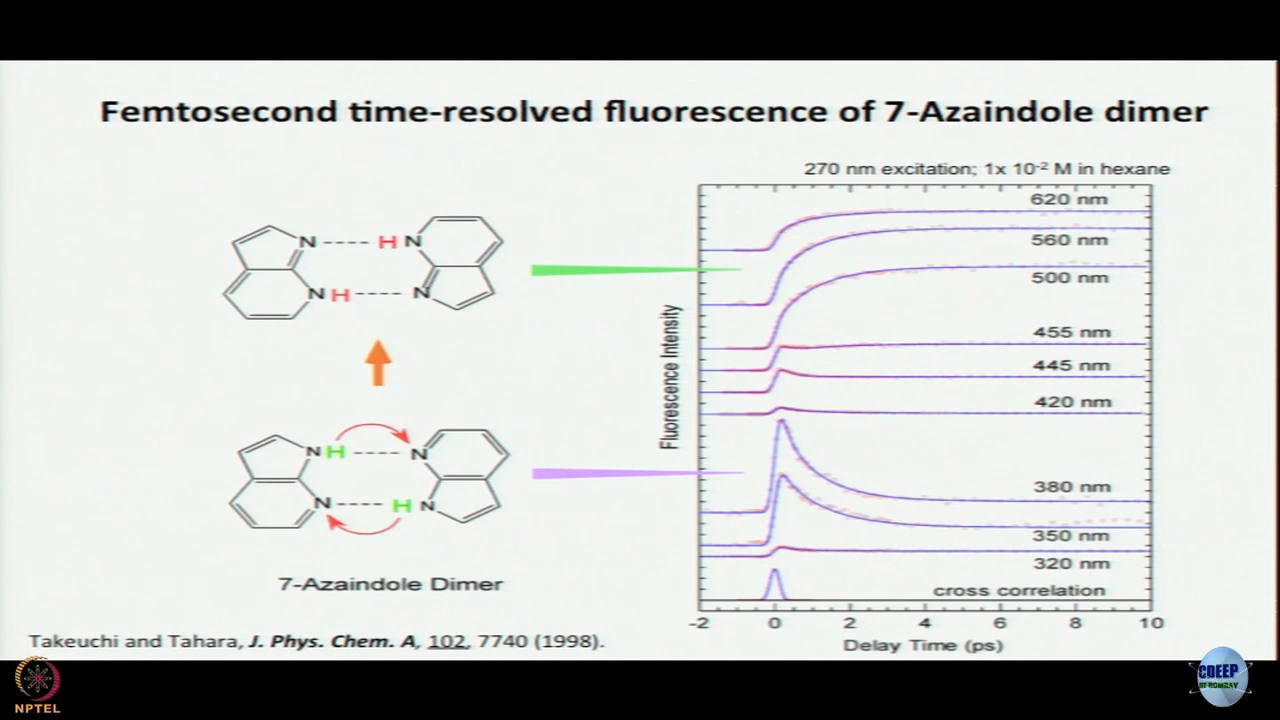 Femtosecond time-resolved fluorescence of 7-Azaindole dimer
270 nm excitation; 1x 10⁻² M in hexane
N ---- H N
N H ---- N
N H ---- N
N ---- H N
7-Azaindole Dimer
Fluorescence Intensity
620 nm
560 nm
500 nm
455 nm
445 nm
420 nm
380 nm
350 nm
320 nm
cross correlation
-2 0 2 4 6 8 10
Delay Time (ps)
Takeuchi and Tahara, J. Phys. Chem. A, 102, 7740 (1998).
NPTEL
CDEEP
IIT BOMBAY